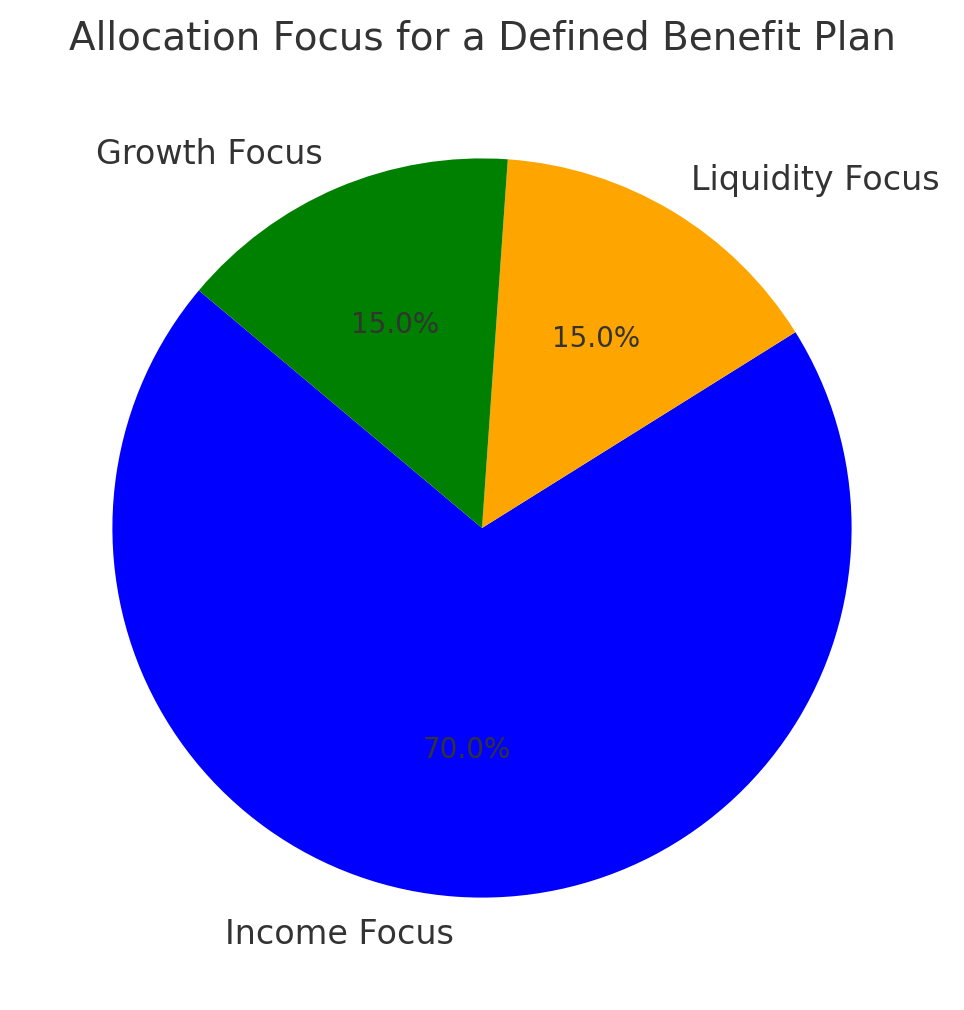 Allocation Focus for a Defined Benefit Plan
Growth Focus
Liquidity Focus
15.0%
15.0%
70.0%
Income Focus